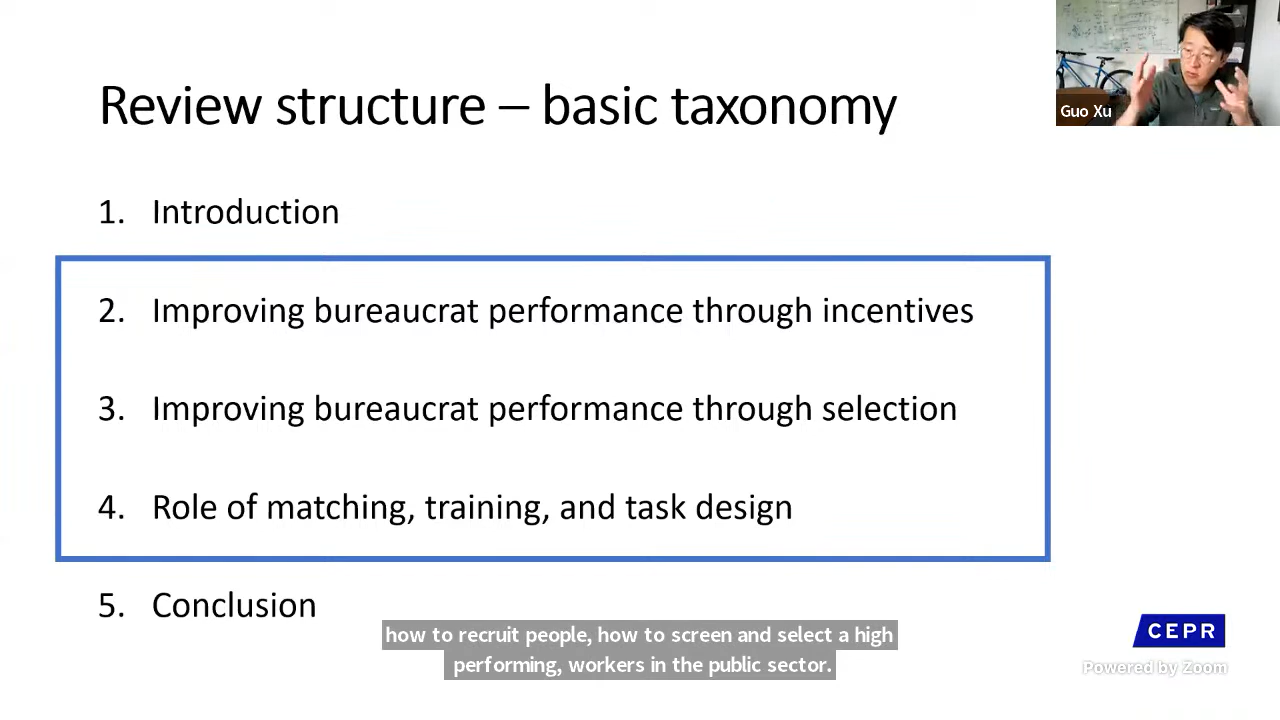 Review structure – basic taxonomy
Guo Xu
1. Introduction
2. Improving bureaucrat performance through incentives
3. Improving bureaucrat performance through selection
4. Role of matching, training, and task design
5. Conclusion
how to recruit people, how to screen and select a high
performing, workers in the public sector.
CEPR
Powered by Zoom